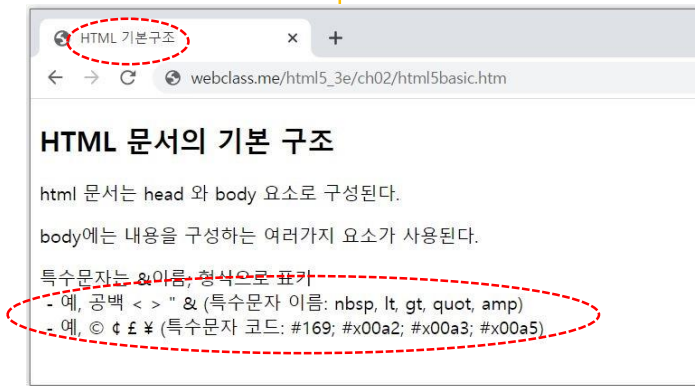 HTML 기본구조
webclass.me/html5_3e/ch02/html5basic.htm
HTML 문서의 기본 구조
html 문서는 head 와 body 요소로 구성된다.
body에는 내용을 구성하는 여러가지 요소가 사용된다.
특수문자는 &이름; 형식으로 표기
- 예, 공백 < > " & (특수문자 이름: nbsp, lt, gt, quot, amp)
- 예, © ¢ £ ¥ (특수문자 코드: #169; #x00a2; #x00a3; #x00a5)